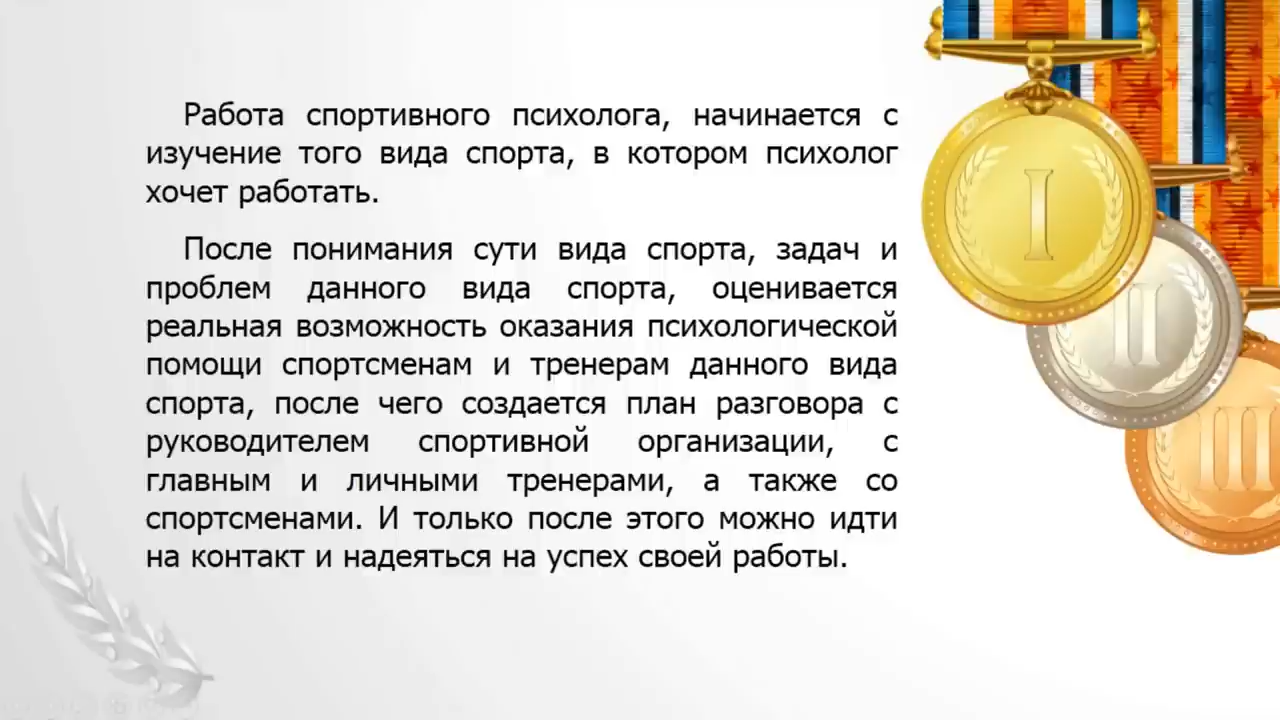 Работа спортивного психолога, начинается с
изучение того вида спорта, в котором психолог
хочет работать.
После понимания сути вида спорта, задач и
проблем данного вида спорта, оценивается
реальная возможность оказания психологической
помощи спортсменам и тренерам данного вида
спорта, после чего создается план разговора с
руководителем спортивной организации, с
главным и личными тренерами, а также со
спортсменами. И только после этого можно идти
на контакт и надеяться на успех своей работы.
I
II
III